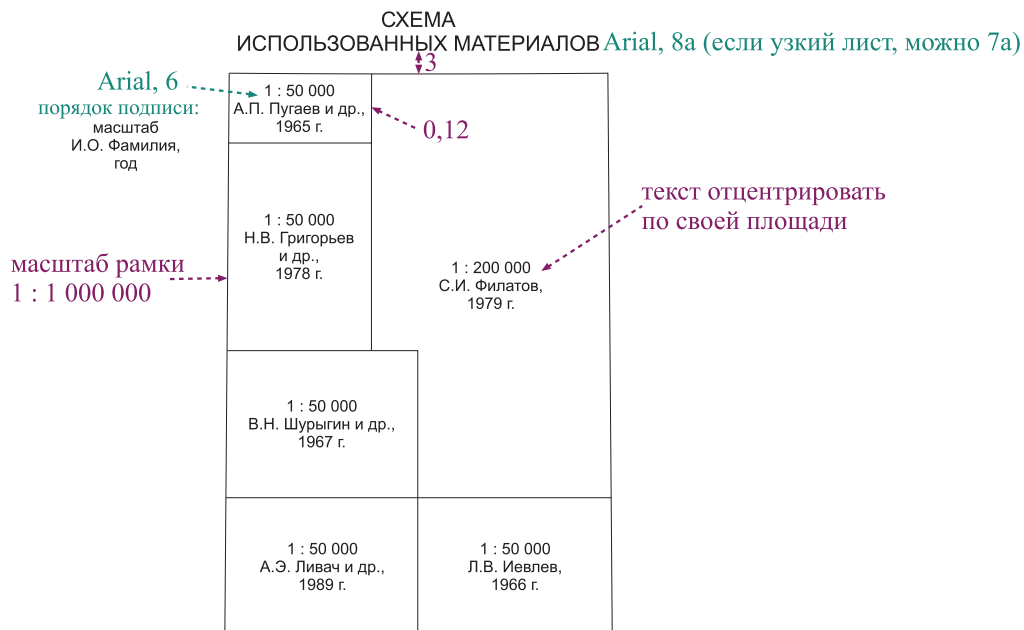 СХЕМА
ИСПОЛЬЗОВАННЫХ МАТЕРИАЛОВ Arial, 8а (если узкий лист, можно 7а)
3
Arial, 6
порядок подписи:
масштаб
И.О. Фамилия,
год
1 : 50 000
А.П. Пугаев и др.,
1965 г.
0,12
текст отцентрировать
по своей площади
1 : 50 000
Н.В. Григорьев
и др.,
1978 г.
масштаб рамки
1 : 1 000 000
1 : 200 000
С.И. Филатов,
1979 г.
1 : 50 000
В.Н. Шурыгин и др.,
1967 г.
1 : 50 000
А.Э. Ливач и др.,
1989 г.
1 : 50 000
Л.В. Иевлев,
1966 г.